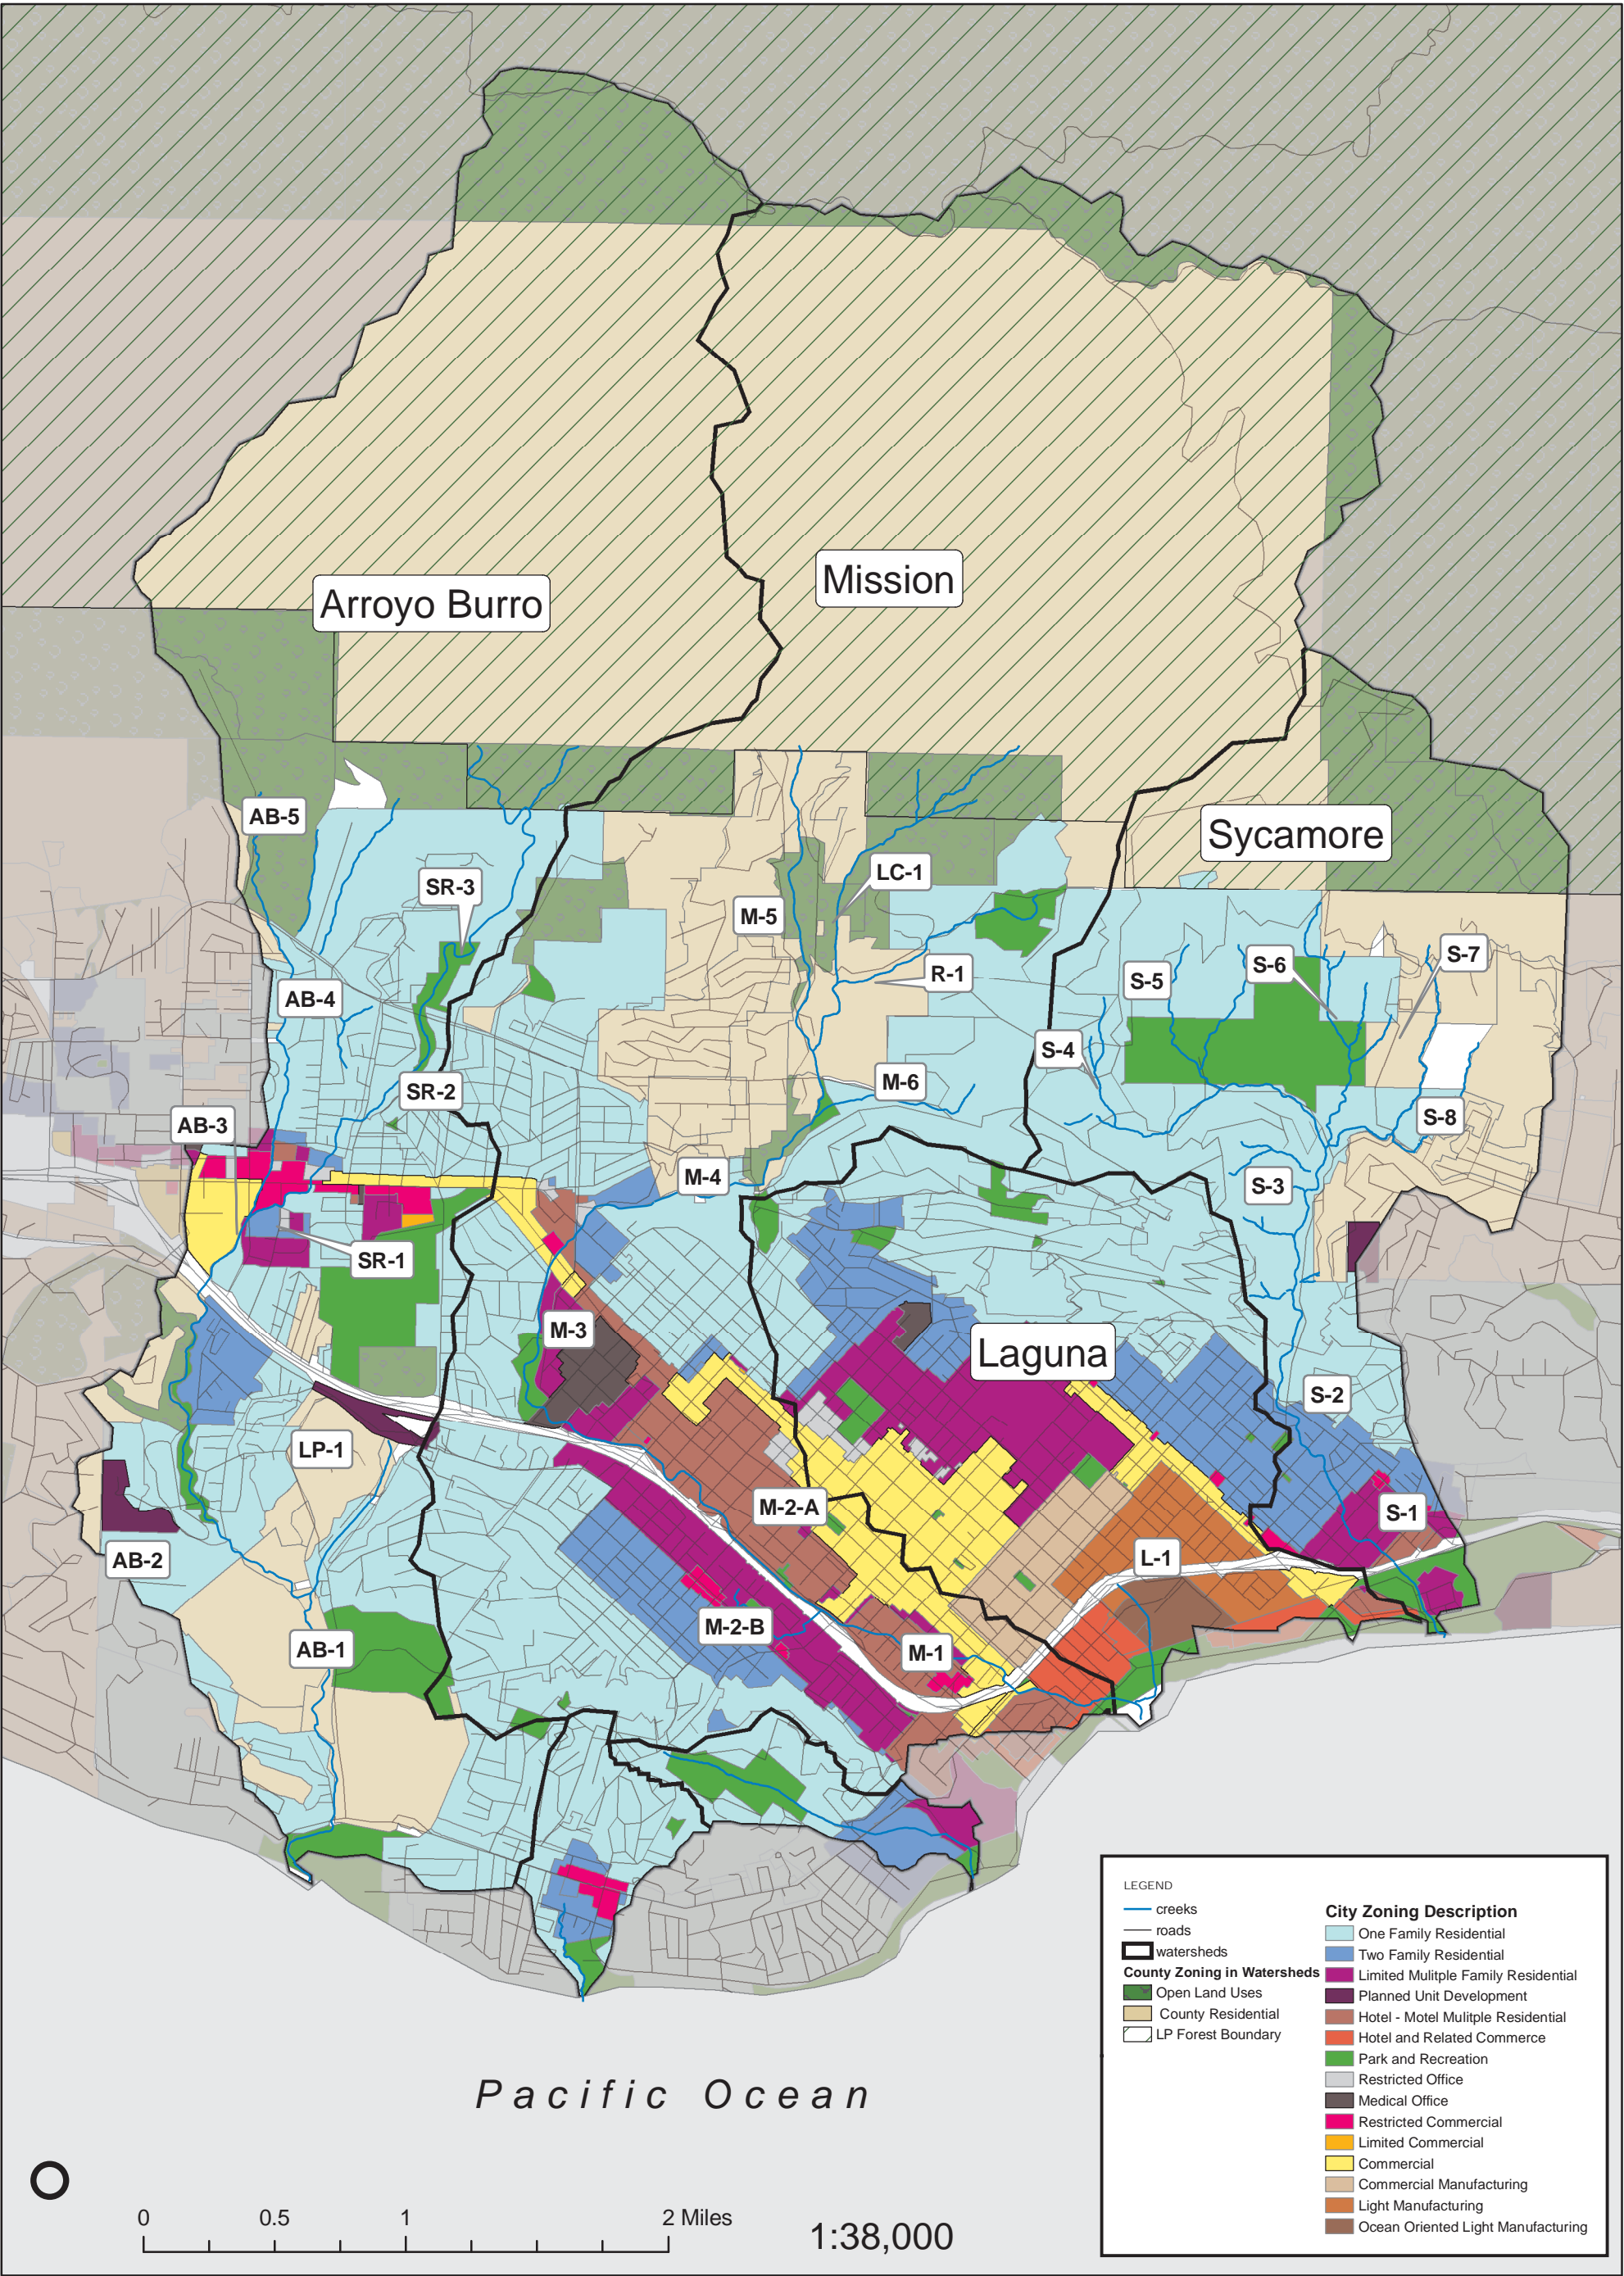 Mission
Arroyo Burro
AB-5
Sycamore
LC-1
SR-3
M-5
S-7
S-6
R-1
S-5
AB-4
S-4
M-6
SR-2
S-8
AB-3
M-4
S-3
SR-1
M-3
Laguna
S-2
LP-1
M-2-A
S-1
AB-2
L-1
M-2-B
AB-1
M-1
LEGEND
creeks
roads
watersheds
County Zoning in Watersheds
Open Land Uses
County Residential
LP Forest Boundary
City Zoning Description
One Family Residential
Two Family Residential
Limited Mulitple Family Residential
Planned Unit Development
Hotel - Motel Mulitple Residential
Hotel and Related Commerce
Park and Recreation
Restricted Office
Medical Office
Restricted Commercial
Limited Commercial
Commercial
Commercial Manufacturing
Light Manufacturing
Ocean Oriented Light Manufacturing
Pacific Ocean
0 0.5 1 2 Miles
1:38,000